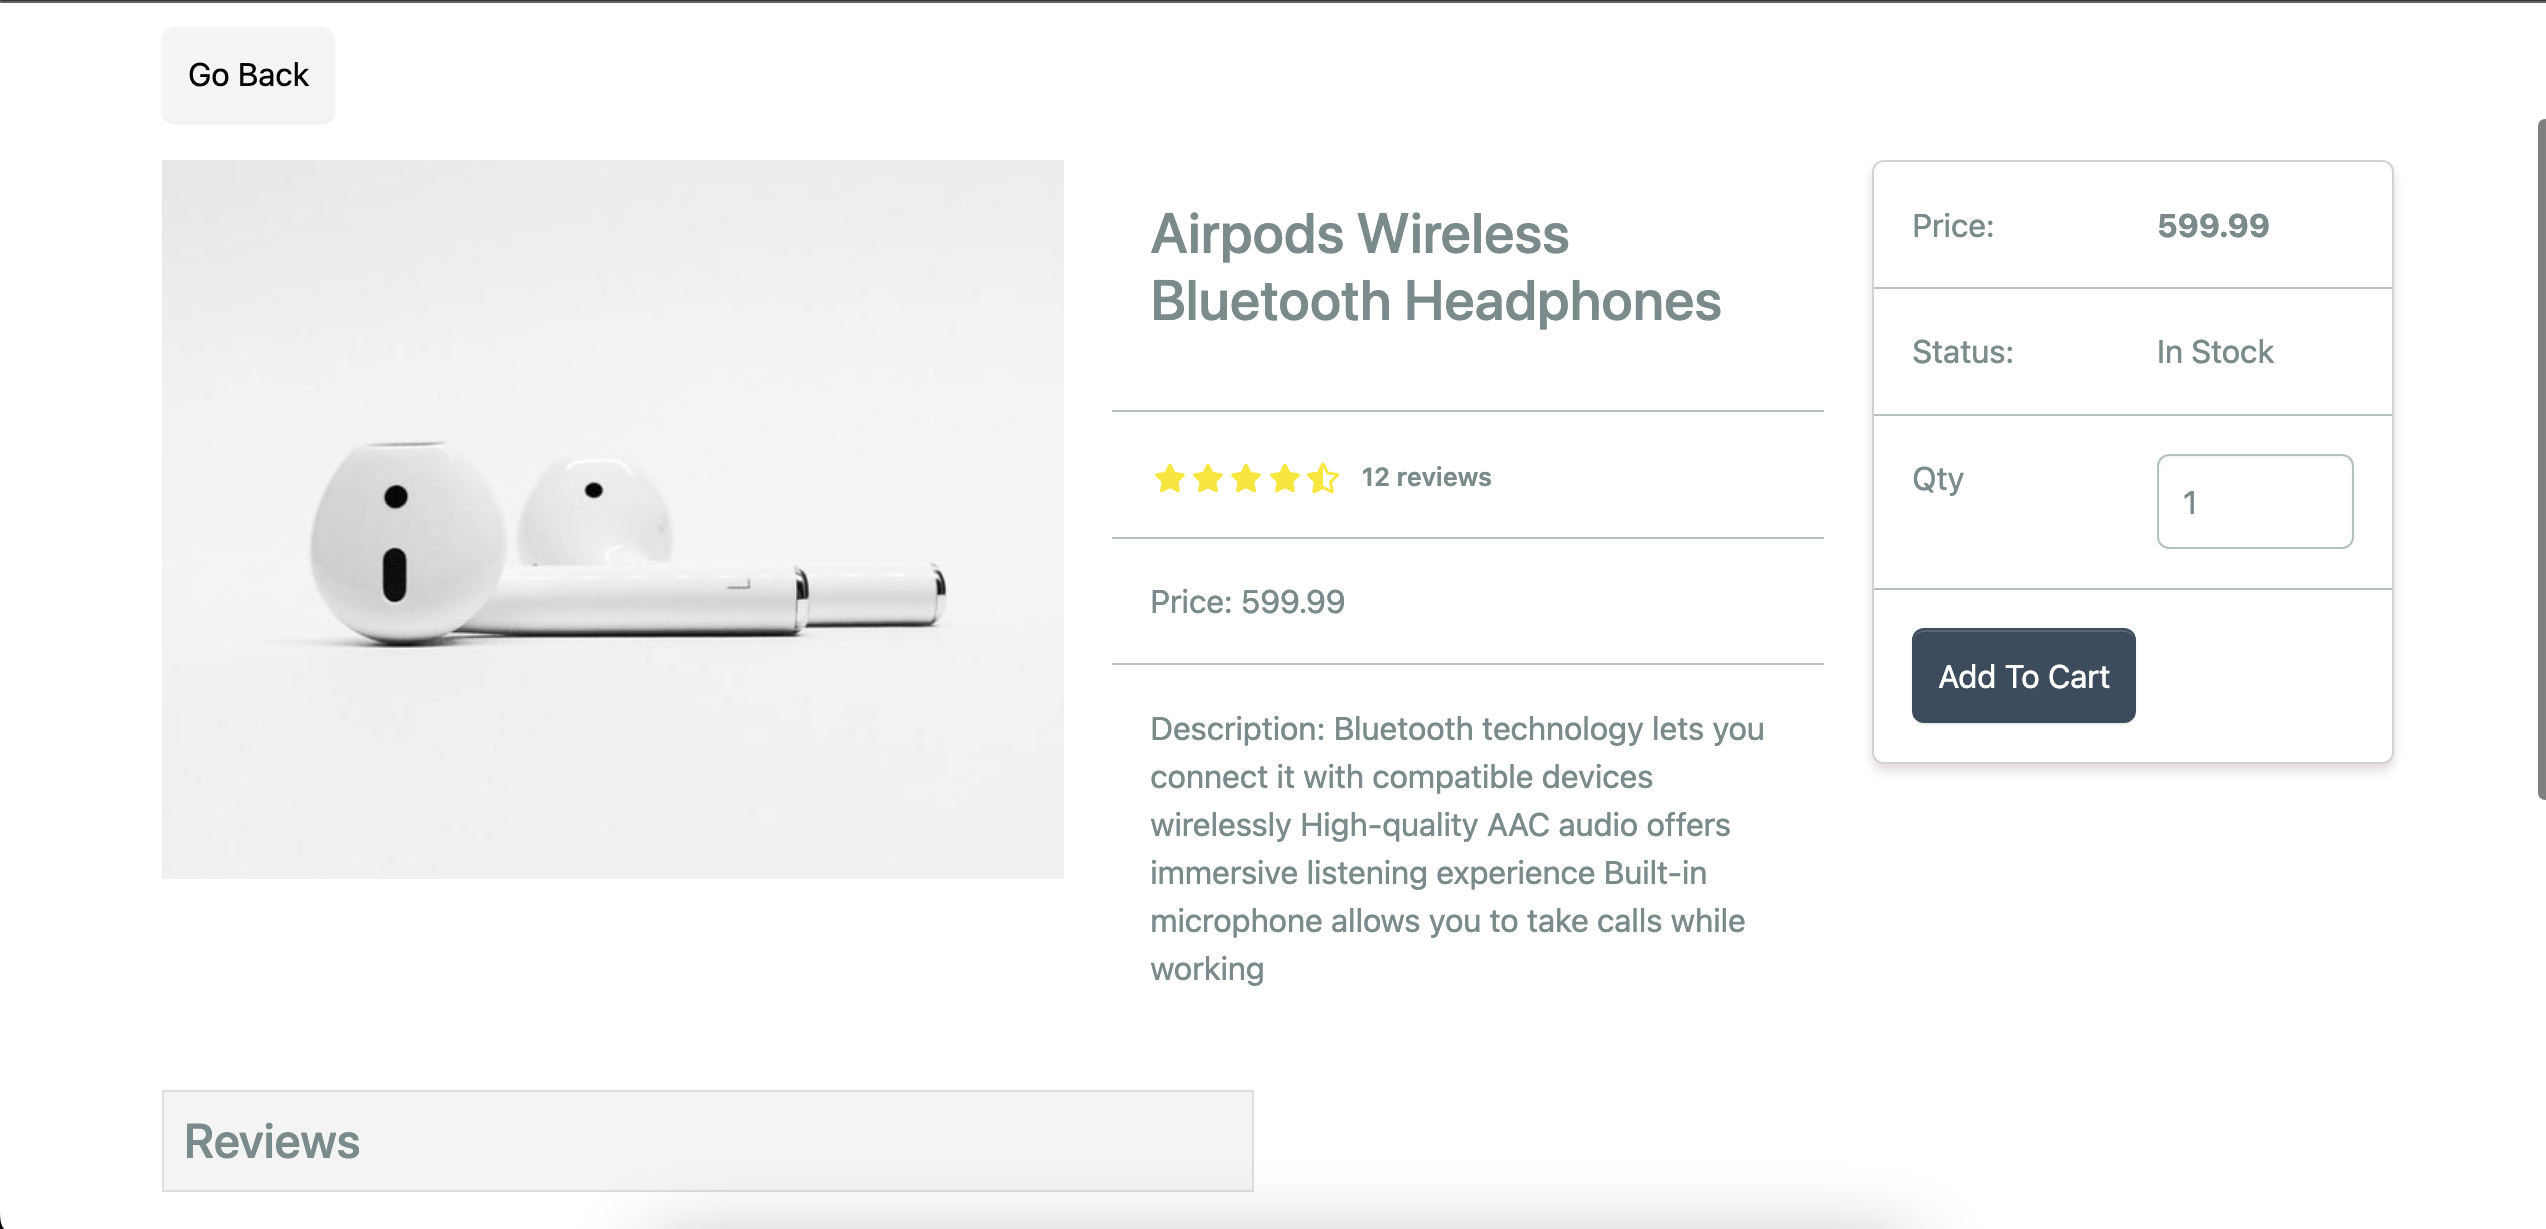 Go Back
Airpods Wireless
Bluetooth Headphones
12 reviews
Price: 599.99
Description: Bluetooth technology lets you
connect it with compatible devices
wirelessly High-quality AAC audio offers
immersive listening experience Built-in
microphone allows you to take calls while
working
Price: 599.99
Status: In Stock
Qty 1
Add To Cart
Reviews